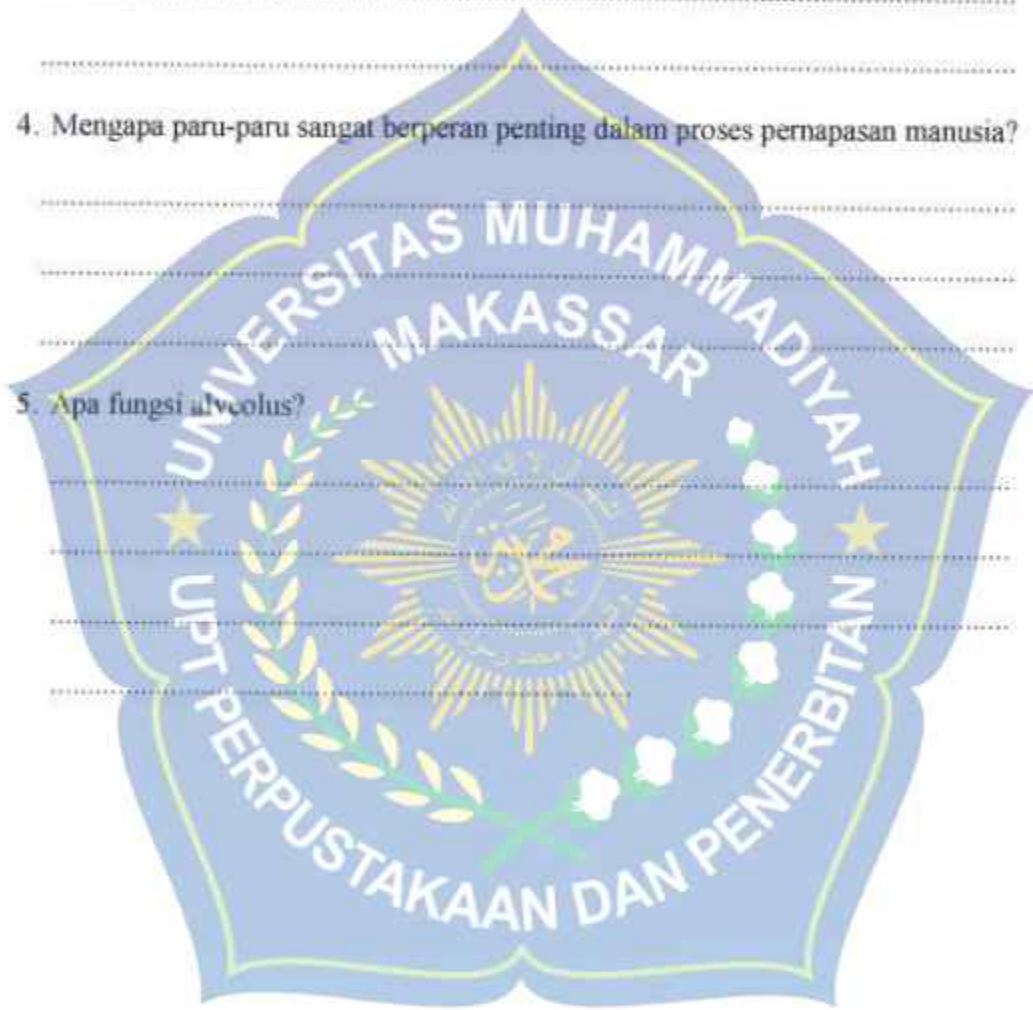 4. Mengapa paru-paru sangat berperan penting dalam proses pernapasan manusia?
UNIVERSITAS MUHAMMADIYAH
MAKASSAR
5. Apa fungsi alveolus?
محمد
UPT PERPUSTAKAAN DAN PENERBITAN